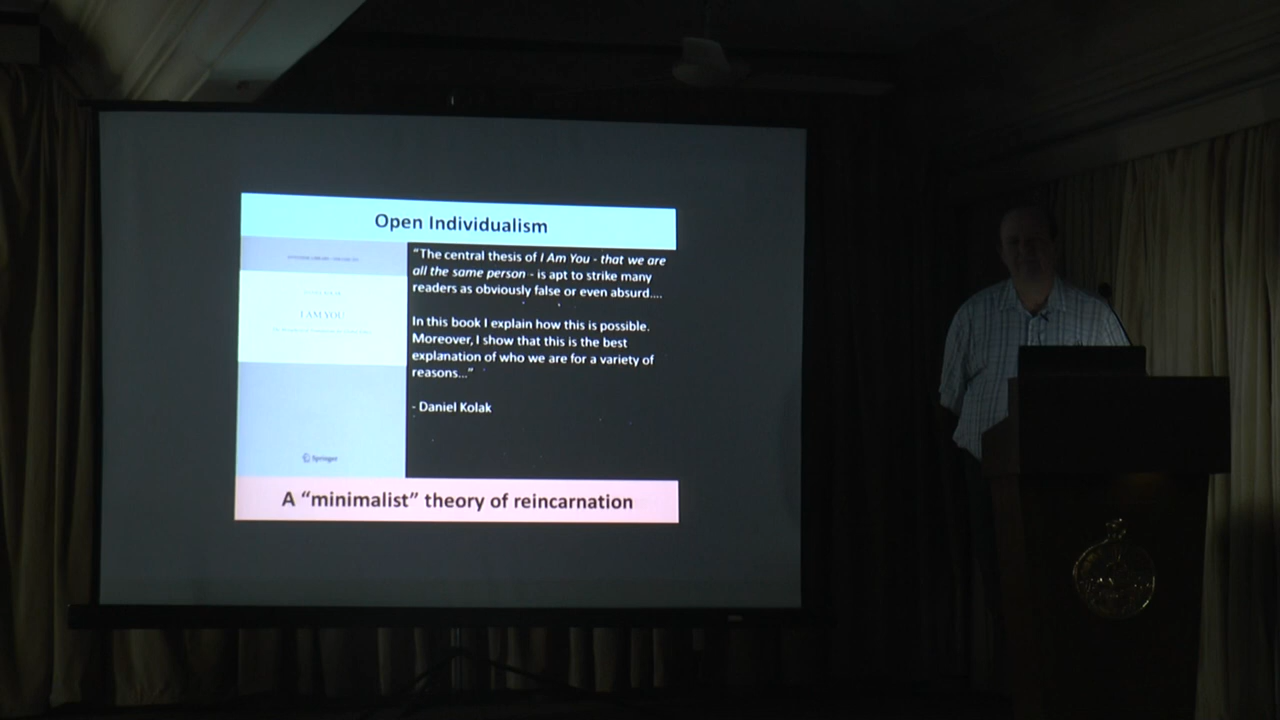 Open Individualism
I AM YOU
Springer
“The central thesis of I Am You - that we are
all the same person - is apt to strike many
readers as obviously false or even absurd....
In this book I explain how this is possible.
Moreover, I show that this is the best
explanation of who we are for a variety of
reasons...”
- Daniel Kolak
A “minimalist” theory of reincarnation